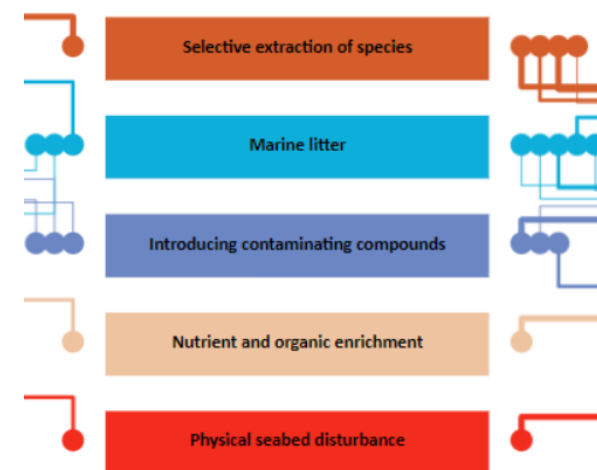 Selective extraction of species
Marine litter
Introducing contaminating compounds
Nutrient and organic enrichment
Physical seabed disturbance